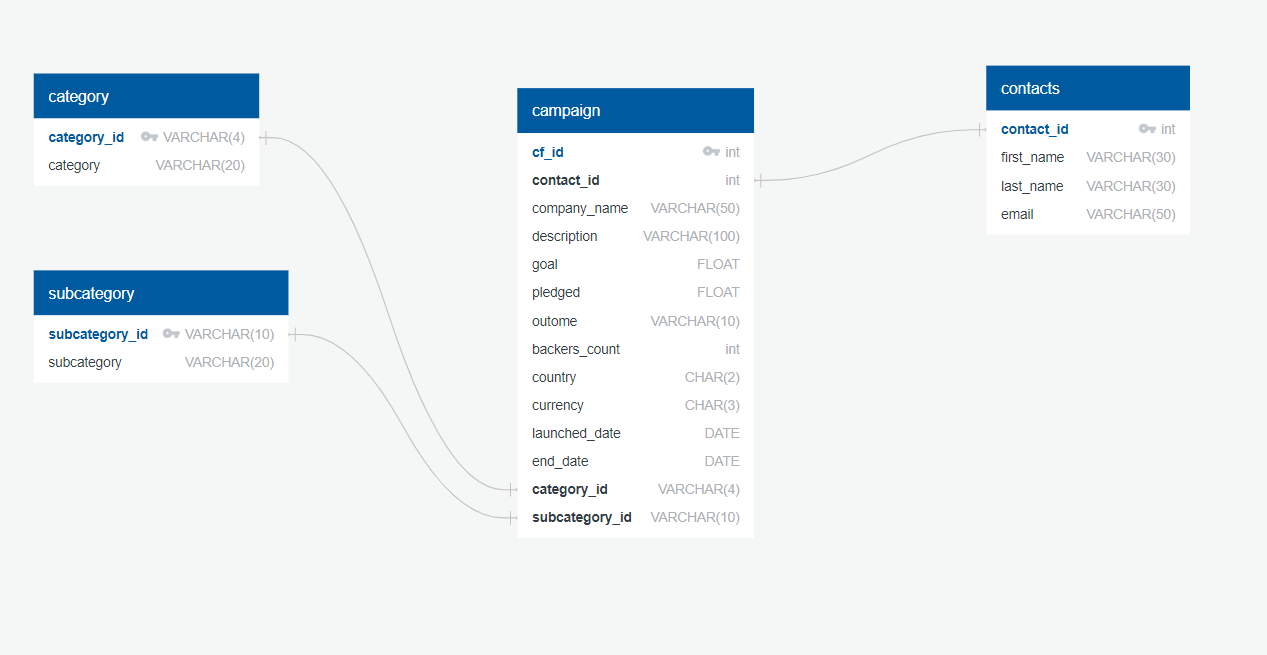 category
category_id VARCHAR(4)
category VARCHAR(20)
subcategory
subcategory_id VARCHAR(10)
subcategory VARCHAR(20)
campaign
cf_id int
contact_id int
company_name VARCHAR(50)
description VARCHAR(100)
goal FLOAT
pledged FLOAT
outome VARCHAR(10)
backers_count int
country CHAR(2)
currency CHAR(3)
launched_date DATE
end_date DATE
category_id VARCHAR(4)
subcategory_id VARCHAR(10)
contacts
contact_id int
first_name VARCHAR(30)
last_name VARCHAR(30)
email VARCHAR(50)